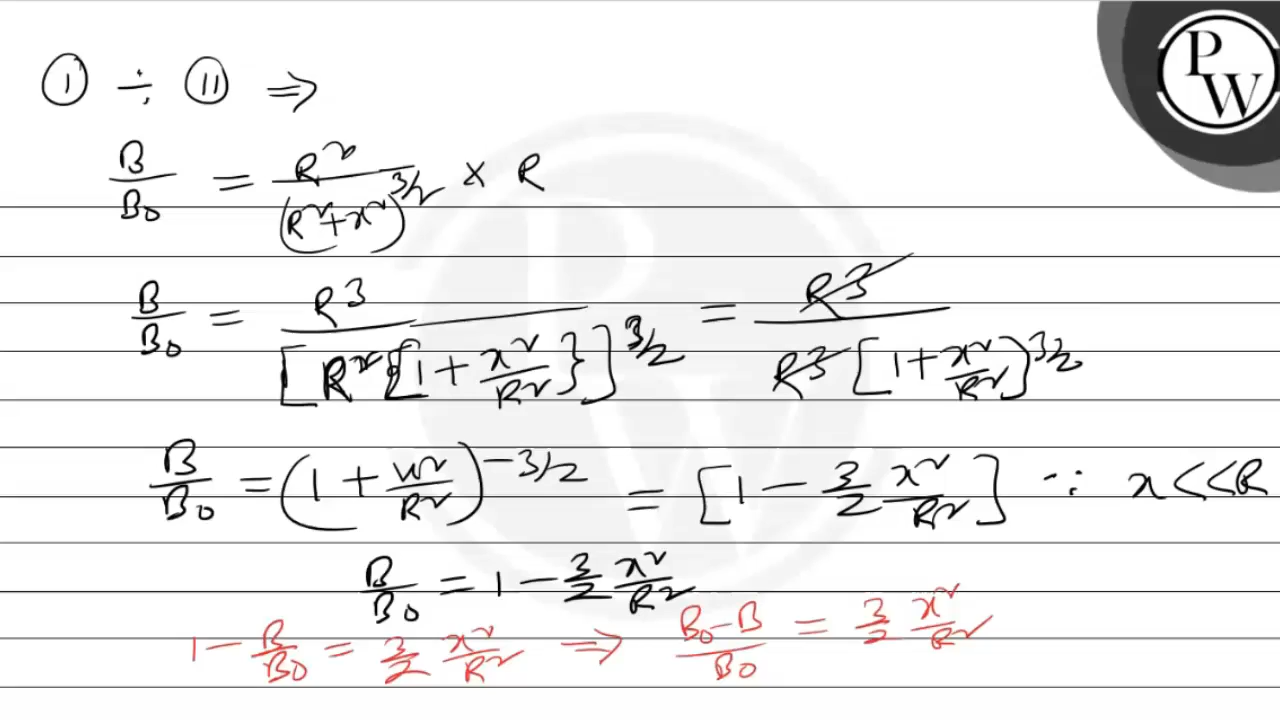 ① ÷ ⑪ ⇒
PW
B/B₀ = R²/(R²+x²)^3/2 × R
B/B₀ = R³/[R²{1+x²/R²}]^3/2 = R³/R³[1+x²/R²)^3/2
B/B₀ = (1+x²/R²)^-3/2 = [1 - 3/2 x²/R²] ∵ x<<R
B/B₀ = 1 - 3/2 x²/R²
1 - B/B₀ = 3/2 x²/R² ⇒ B₀-B/B₀ = 3/2 x²/R²